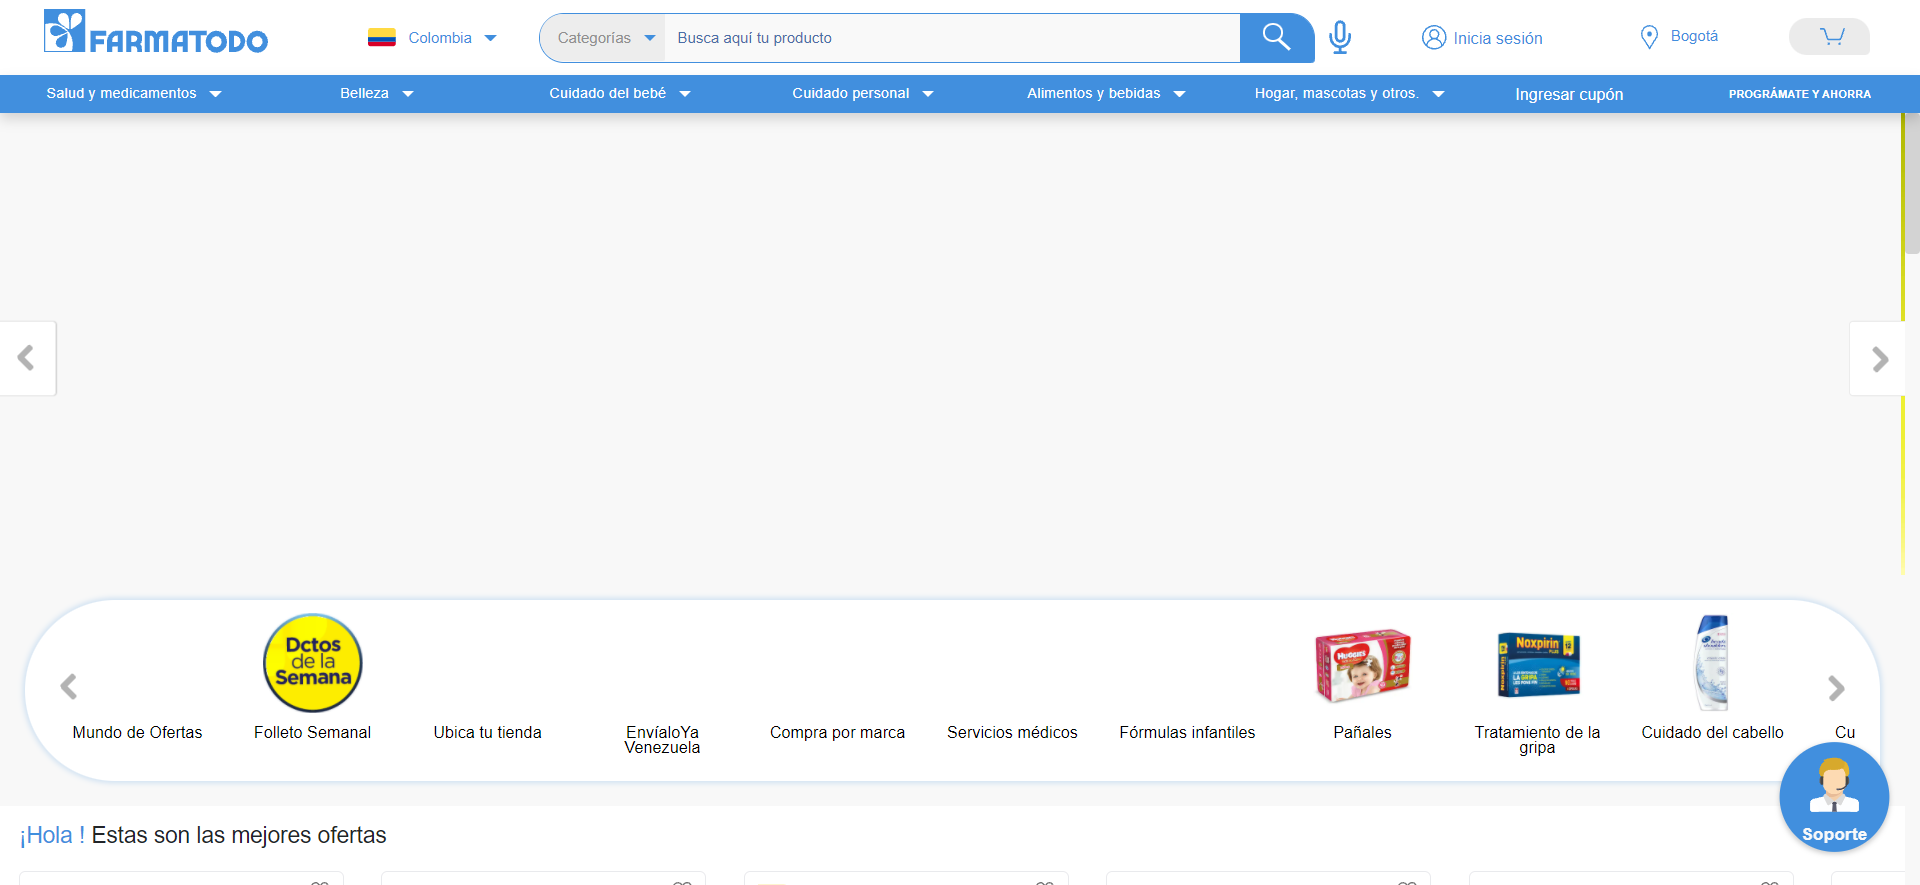 FARMATODO
Colombia
Categorías
Busca aquí tu producto
Inicia sesión
Bogotá
Salud y medicamentos
Belleza
Cuidado del bebé
Cuidado personal
Alimentos y bebidas
Hogar, mascotas y otros.
Ingresar cupón
PROGRÁMATE Y AHORRA
Dctos
de la
Semana
HUGGIES
Noxpirin
PLUS
LA GRIPA
Mundo de Ofertas
Folleto Semanal
Ubica tu tienda
EnvíaloYa
Venezuela
Compra por marca
Servicios médicos
Fórmulas infantiles
Pañales
Tratamiento de la
gripa
Cuidado del cabello
Cu
Soporte
¡Hola ! Estas son las mejores ofertas